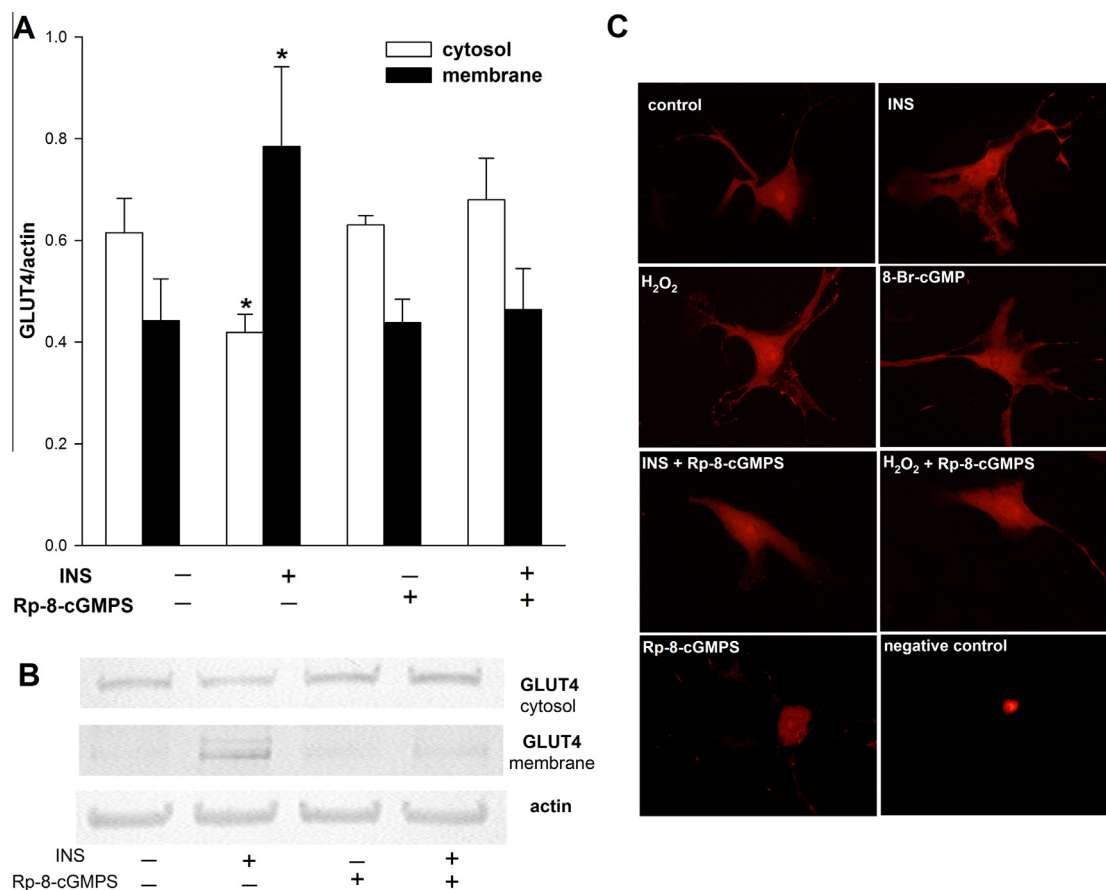 A
1.0
0.8
0.6
0.4
0.2
0.0
GLUT4/actin
cytosol
membrane
*
*
INS − + − +
Rp-8-cGMPS − − + +
B
GLUT4
cytosol
GLUT4
membrane
actin
INS − + − +
Rp-8-cGMPS − − + +
C
control
INS
H₂O₂
8-Br-cGMP
INS + Rp-8-cGMPS
H₂O₂ + Rp-8-cGMPS
Rp-8-cGMPS
negative control